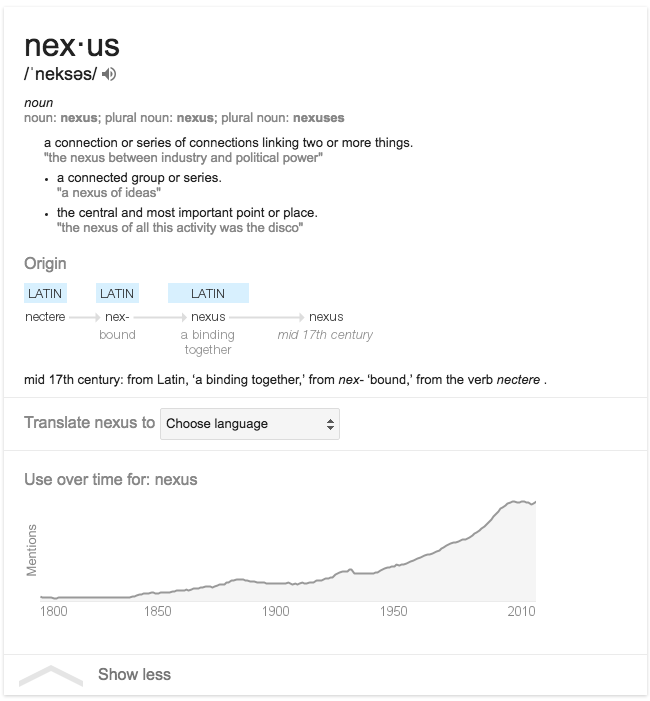 nex·us
/ˈneksəs/
noun
noun: nexus; plural noun: nexus; plural noun: nexuses
a connection or series of connections linking two or more things.
"the nexus between industry and political power"
• a connected group or series.
"a nexus of ideas"
• the central and most important point or place.
"the nexus of all this activity was the disco"
Origin
LATIN LATIN LATIN
nectere nex- nexus nexus
bound a binding mid 17th century
together
mid 17th century: from Latin, ‘a binding together,’ from nex- ‘bound,’ from the verb nectere .
Translate nexus to Choose language
Use over time for: nexus
Mentions
1800 1850 1900 1950 2010
Show less